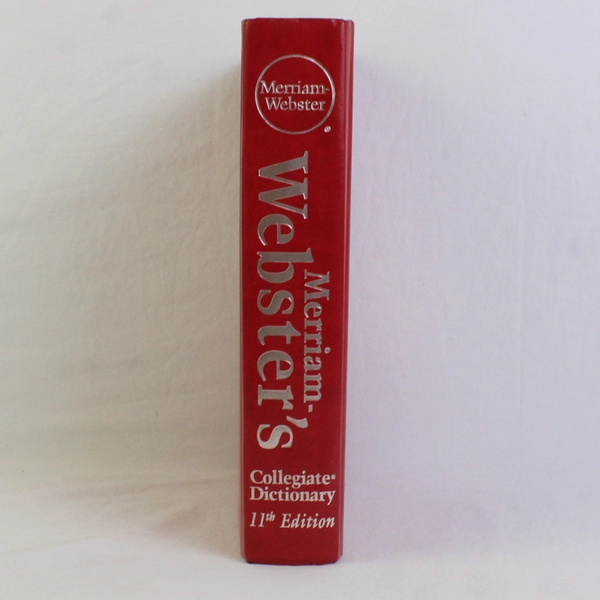 Merriam-
Webster
®
Merriam-
Webster's
Collegiate®
Dictionary
11th Edition